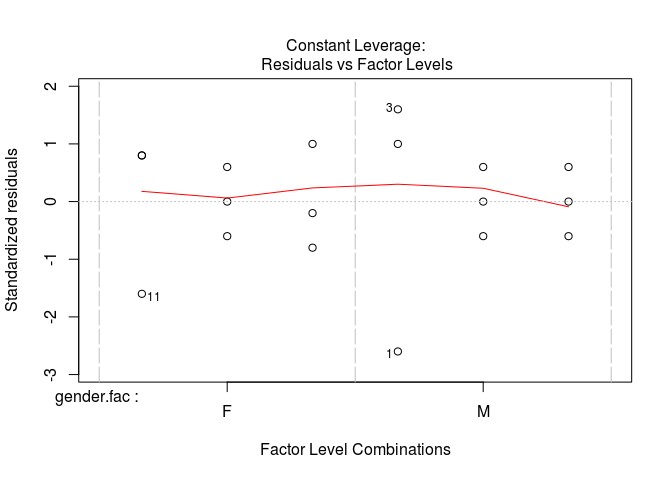 Constant Leverage:
Residuals vs Factor Levels
Standardized residuals
2
1
0
-1
-2
-3
3
11
1
gender.fac :
F M
Factor Level Combinations